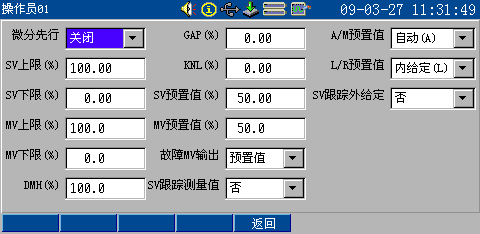 操作员01 09-03-27 11:31:49
微分先行 关闭 GAP(%) 0.00 A/M预置值 自动(A)
SV上限(%) 100.00 KNL(%) 0.00 L/R预置值 内给定(L)
SV下限(%) 0.00 SV预置值(%) 50.00 SV跟踪外给定 否
MV上限(%) 100.0 MV预置值(%) 50.0
MV下限(%) 0.0 故障MV输出 预置值
DMH(%) 100.0 SV跟踪测量值 否
返回